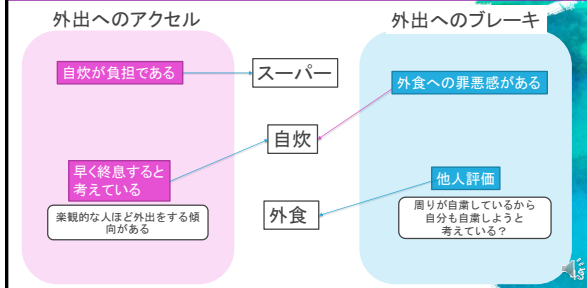 外出へのアクセル
外出へのブレーキ
自炊が負担である
スーパー
外食への罪悪感がある
自炊
早く終息すると
考えている
楽観的な人ほど外出をする傾
向がある
外食
他人評価
周りが自粛しているから
自分も自粛しようと
考えている？